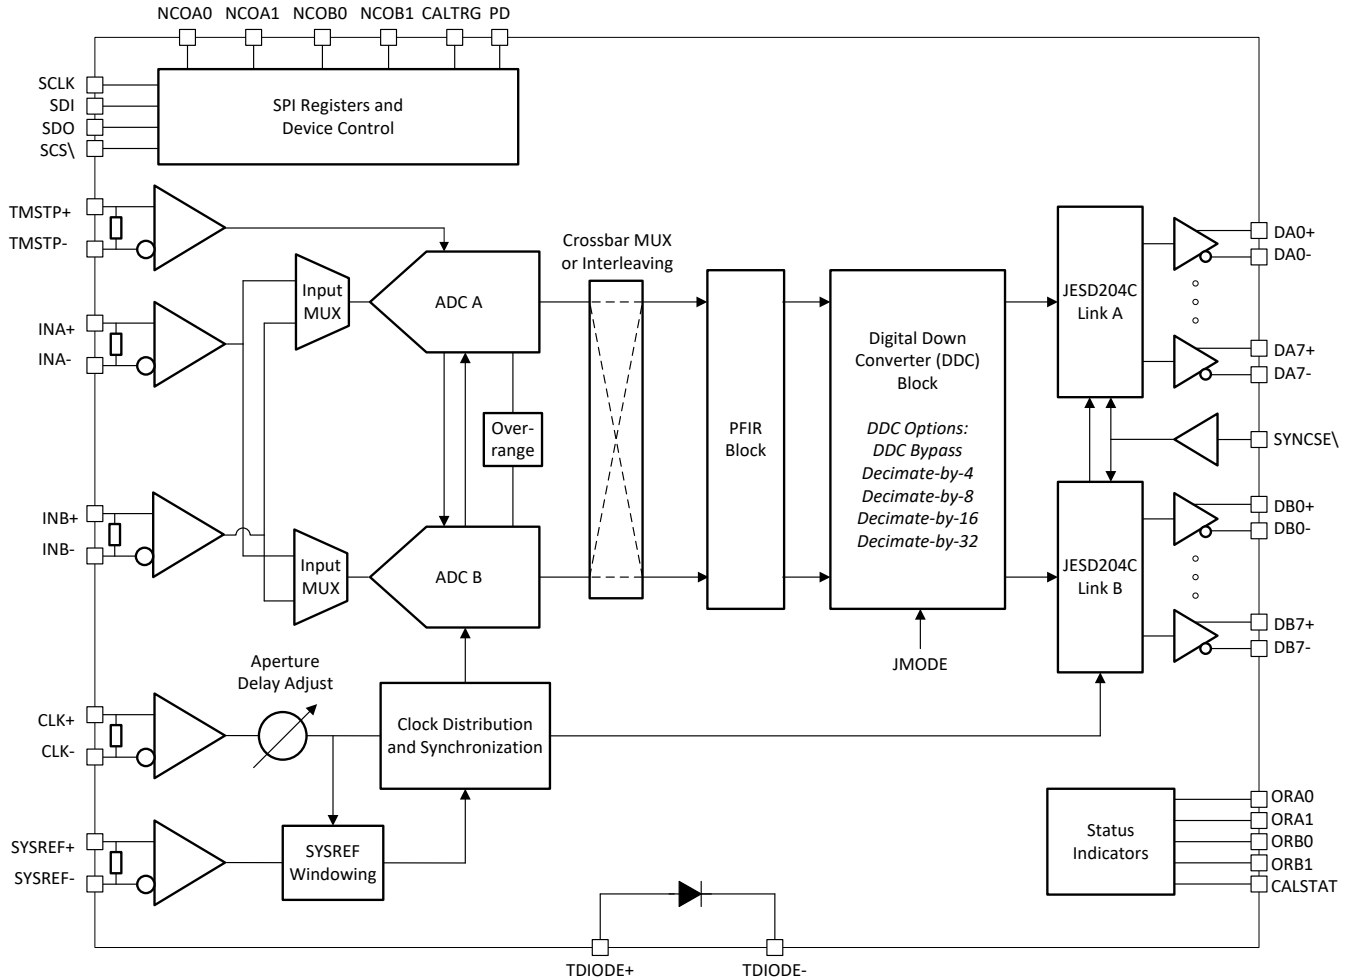 NCOA0 NCOA1 NCOB0 NCOB1 CALTRG PD
SCLK
SDI
SDO
SCS\
SPI Registers and
Device Control
TMSTP+
TMSTP-
INA+
INA-
INB+
INB-
CLK+
CLK-
SYSREF+
SYSREF-
Input
MUX
Input
MUX
ADC A
ADC B
Over-
range
Aperture
Delay Adjust
Clock Distribution
and Synchronization
SYSREF
Windowing
Crossbar MUX
or Interleaving
PFIR
Block
Digital Down
Converter (DDC)
Block
DDC Options:
DDC Bypass
Decimate-by-4
Decimate-by-8
Decimate-by-16
Decimate-by-32
JMODE
JESD204C
Link A
JESD204C
Link B
DA0+
DA0-
DA7+
DA7-
SYNCSE\
DB0+
DB0-
DB7+
DB7-
Status
Indicators
ORA0
ORA1
ORB0
ORB1
CALSTAT
TDIODE+
TDIODE-